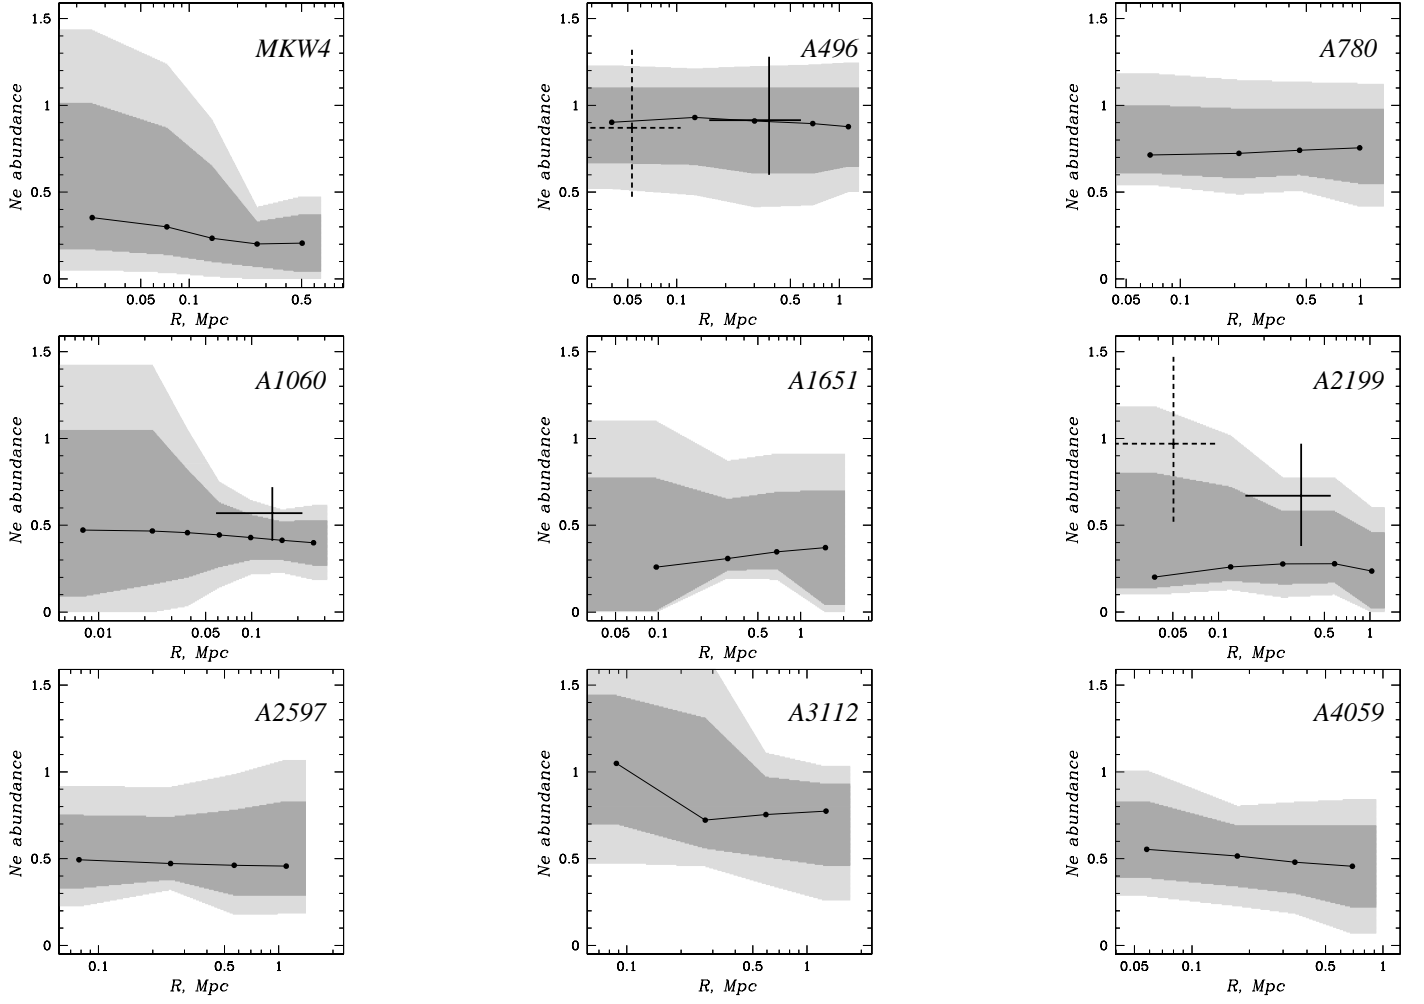 MKW4
Ne abundance
1.5
1
0.5
0
0.05 0.1 0.5
R, Mpc
A496
Ne abundance
1.5
1
0.5
0
0.05 0.1 0.5 1
R, Mpc
A780
Ne abundance
1.5
1
0.5
0
0.05 0.1 0.5 1
R, Mpc
A1060
Ne abundance
1.5
1
0.5
0
0.01 0.05 0.1
R, Mpc
A1651
Ne abundance
1.5
1
0.5
0
0.05 0.1 0.5 1
R, Mpc
A2199
Ne abundance
1.5
1
0.5
0
0.05 0.1 0.5 1
R, Mpc
A2597
Ne abundance
1.5
1
0.5
0
0.1 0.5 1
R, Mpc
A3112
Ne abundance
1.5
1
0.5
0
0.1 0.5 1
R, Mpc
A4059
Ne abundance
1.5
1
0.5
0
0.05 0.1 0.5 1
R, Mpc